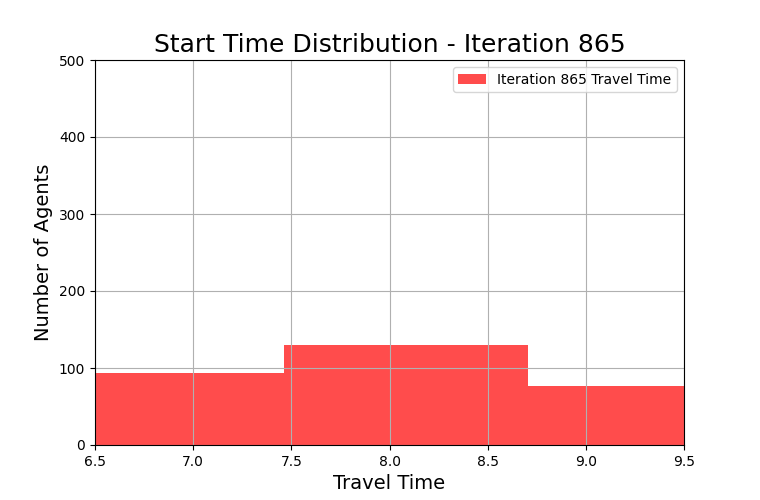 Start Time Distribution - Iteration 865
Iteration 865 Travel Time
Number of Agents
500
400
300
200
100
0
6.5 7.0 7.5 8.0 8.5 9.0 9.5
Travel Time